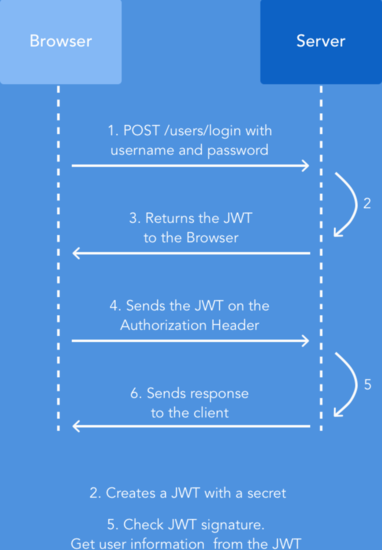 Browser
Server
1. POST /users/login with
username and password
2
3. Returns the JWT
to the Browser
4. Sends the JWT on the
Authorization Header
5
6. Sends response
to the client
2. Creates a JWT with a secret
5. Check JWT signature.
Get user information from the JWT